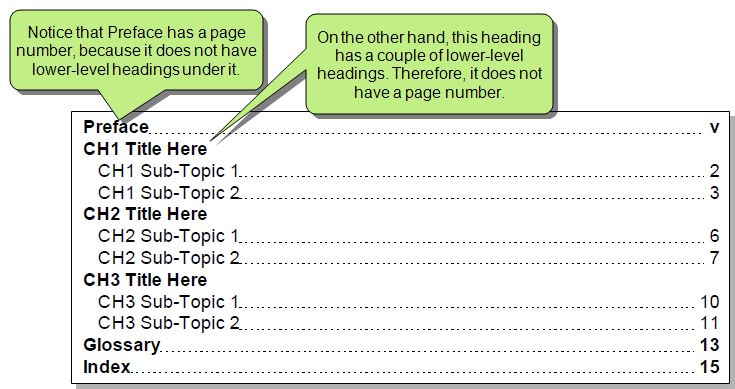 Notice that Preface has a page
number, because it does not have
lower-level headings under it.
On the other hand, this heading
has a couple of lower-level
headings. Therefore, it does not
have a page number.
Preface v
CH1 Title Here
CH1 Sub-Topic 1 2
CH1 Sub-Topic 2 3
CH2 Title Here
CH2 Sub-Topic 1 6
CH2 Sub-Topic 2 7
CH3 Title Here
CH3 Sub-Topic 1 10
CH3 Sub-Topic 2 11
Glossary 13
Index 15